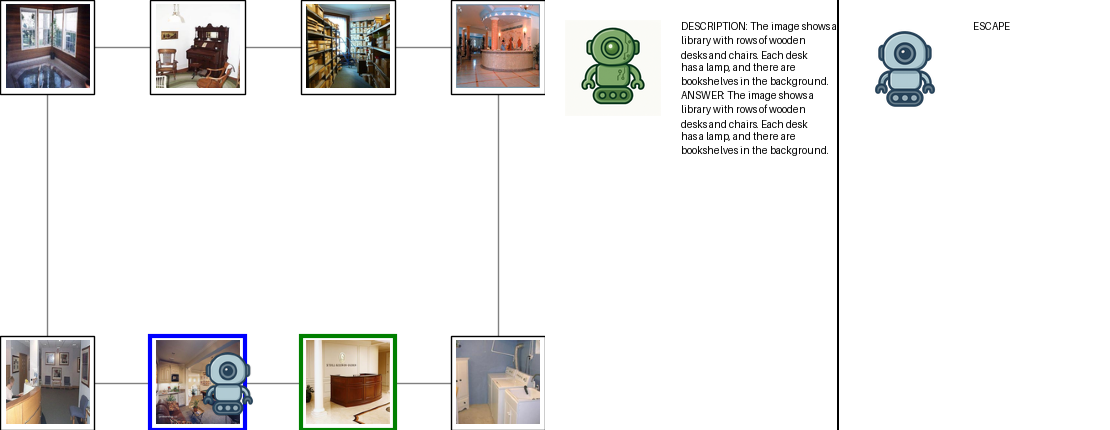 DESCRIPTION: The image shows a
library with rows of wooden
desks and chairs. Each desk
has a lamp, and there are
bookshelves in the background.
ANSWER: The image shows a
library with rows of wooden
desks and chairs. Each desk
has a lamp, and there are
bookshelves in the background.
ESCAPE